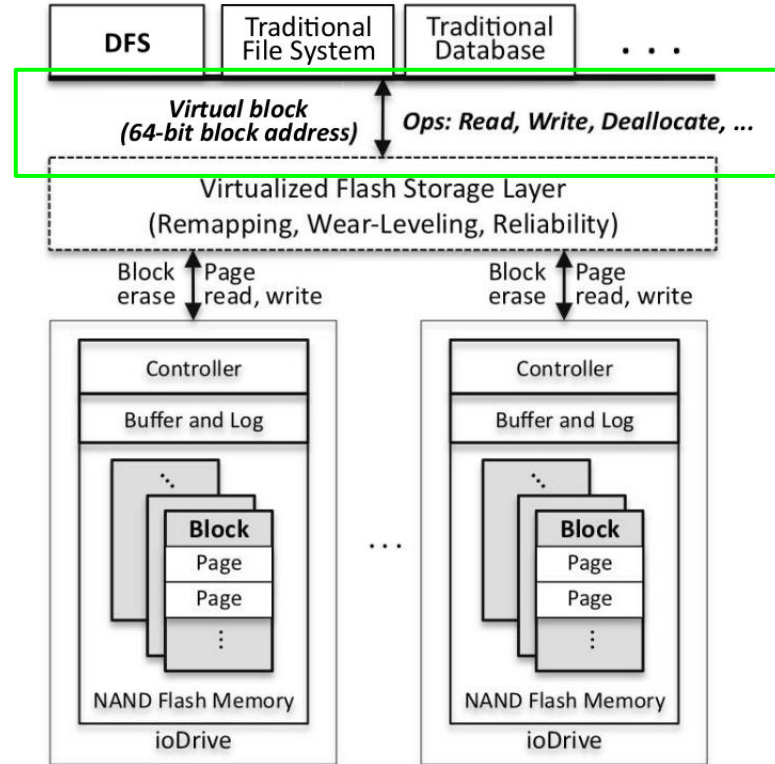 DFS
Traditional
File System
Traditional
Database
. . .
Virtual block
(64-bit block address)
Ops: Read, Write, Deallocate, ...
Virtualized Flash Storage Layer
(Remapping, Wear-Leveling, Reliability)
Block
erase
Page
read, write
Block
erase
Page
read, write
Controller
Buffer and Log
...
Block
Page
Page
...
NAND Flash Memory
ioDrive
. . .
Controller
Buffer and Log
...
Block
Page
Page
...
NAND Flash Memory
ioDrive